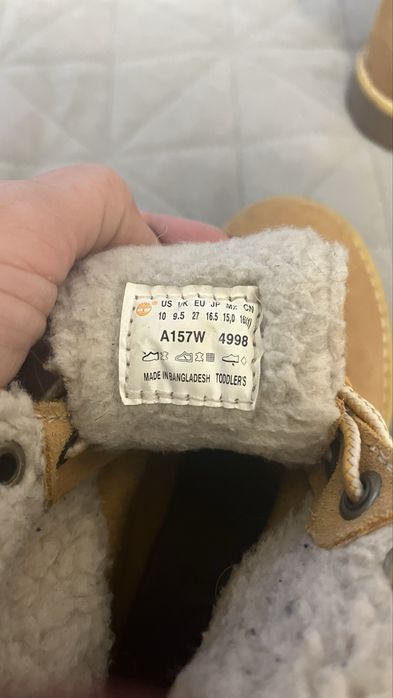 US UK EU JP MX CN
10 9.5 27 16.5 15,0 16(Y)
A157W 4998
MADE IN BANGLADESH TODDLER'S